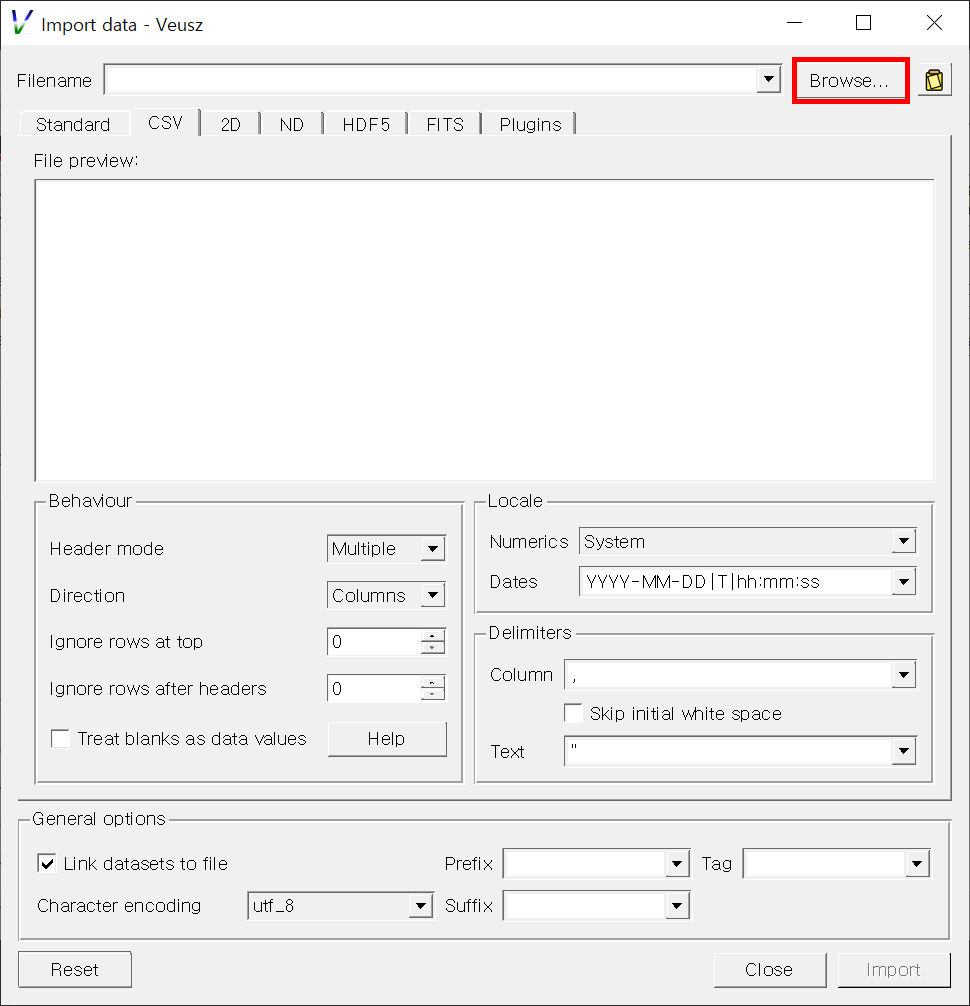 Import data - Veusz
Filename Browse...
Standard CSV 2D ND HDF5 FITS Plugins
File preview:
Behaviour
Header mode Multiple
Direction Columns
Ignore rows at top 0
Ignore rows after headers 0
Treat blanks as data values Help
Locale
Numerics System
Dates YYYY-MM-DD|T|hh:mm:ss
Delimiters
Column ,
Skip initial white space
Text "
General options
Link datasets to file Prefix Tag
Character encoding utf_8 Suffix
Reset Close Import